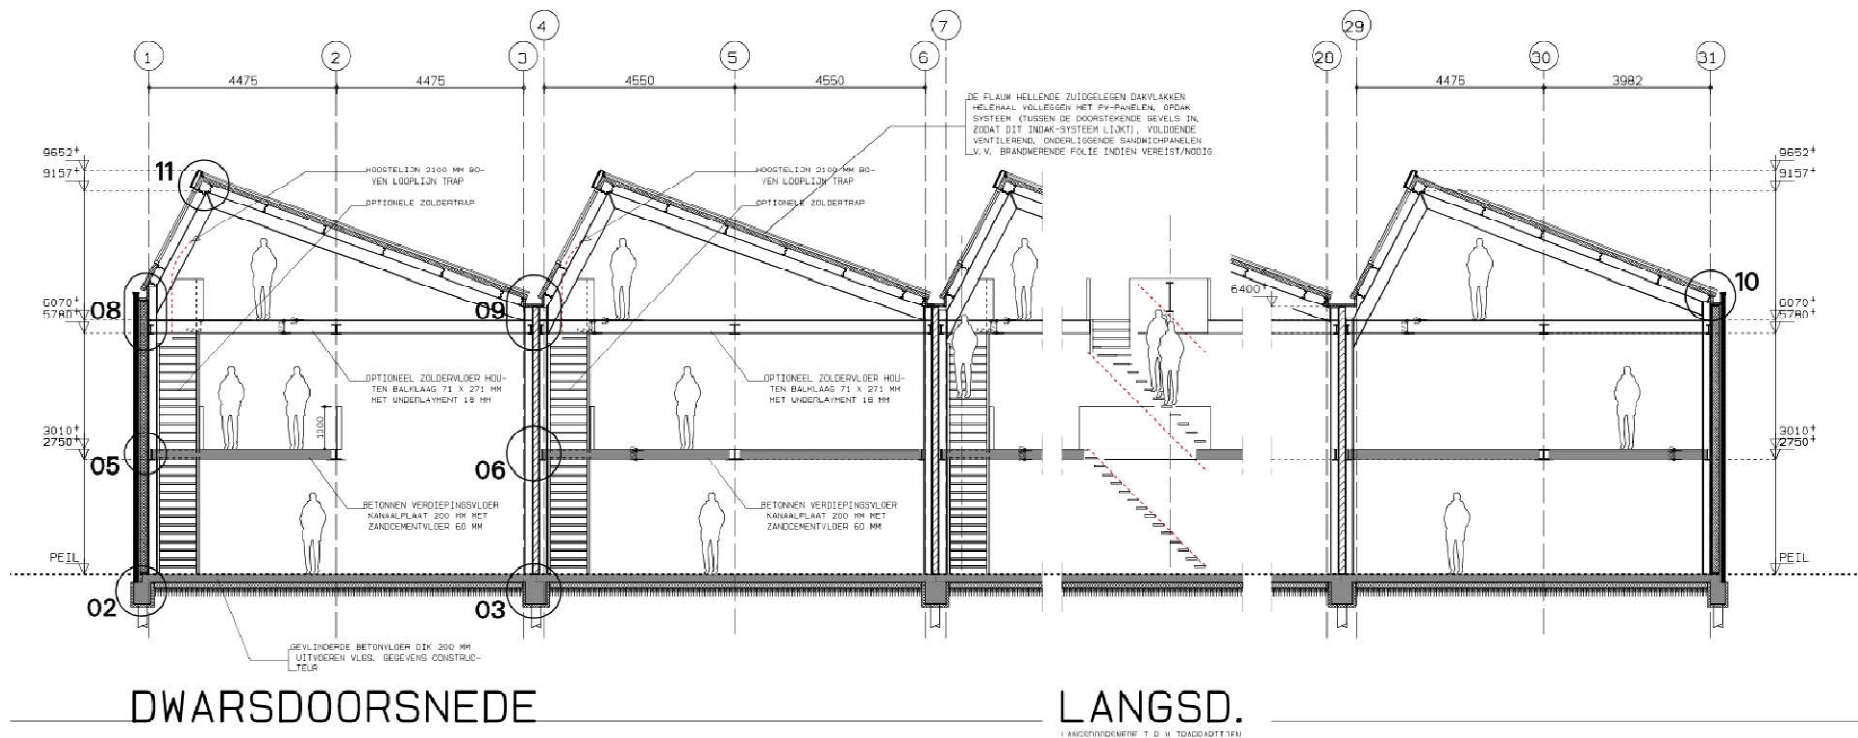 4
7
29
1
2
3
5
6
28
30
31
4475
4475
4550
4550
4475
3982
DE FLAUW HELLENDE ZUIDGELEGEN DAKVLAKKEN
HELEMAAL VOLLEGGEN MET PV-PANELEN, OPDAK
SYSTEEM (TUSSEN DE DOORSTEKENDE GEVELS IN,
ZODAT DIT INDAK-SYSTEEM LIJKT), VOLDOENDE
VENTILEREND, ONDERLIGGENDE SANDWICHPANELEN
V.V. BRANDWERENDE FOLIE INDIEN VEREIST/NODIG
9652+
9157+
11
HOOGTELIJN 2100 MM BO-
VEN LOOPLIJN TRAP
OPTIONELE ZOLDERTRAP
HOOGTELIJN 2100 MM BO-
VEN LOOPLIJN TRAP
OPTIONELE ZOLDERTRAP
9652+
9157+
6070+
5780+
08
09
6400+
10
6070+
5780+
OPTIONEEL ZOLDERVLOER HOU-
TEN BALKLAAG 71 X 271 MM
MET UNDERLAYMENT 18 MM
OPTIONEEL ZOLDERVLOER HOU-
TEN BALKLAAG 71 X 271 MM
MET UNDERLAYMENT 18 MM
1000
3010+
2750+
05
06
3010+
2750+
BETONNEN VERDIEPINGSVLOER
KANAALPLAAT 200 MM MET
ZANDCEMENTVLOER 60 MM
BETONNEN VERDIEPINGSVLOER
KANAALPLAAT 200 MM MET
ZANDCEMENTVLOER 60 MM
PEIL
PEIL
02
03
GEVLINDERDE BETONVLOER DIK 200 MM
UITVOEREN VLGS. GEGEVENS CONSTRUC-
TEUR
DWARSDOORSNEDE
LANGSD.
LANGSDOORSNEDE T.P.V. TRAPPARTIJEN